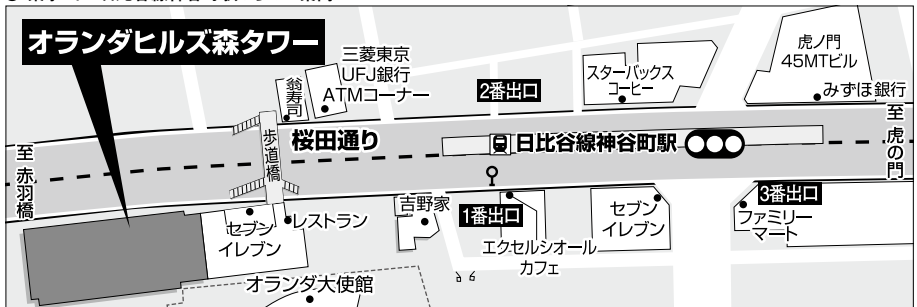 オランダヒルズ森タワー
三菱東京
UFJ銀行
ATMコーナー
翁寿司
スターバックス
コーヒー
虎ノ門
45MTビル
みずほ銀行
2番出口
至虎の門
歩道橋
桜田通り
日比谷線神谷町駅
至赤羽橋
吉野家
1番出口
セブン
イレブン
3番出口
ファミリー
マート
セブン
イレブン
レストラン
エクセルシオール
カフェ
オランダ大使館